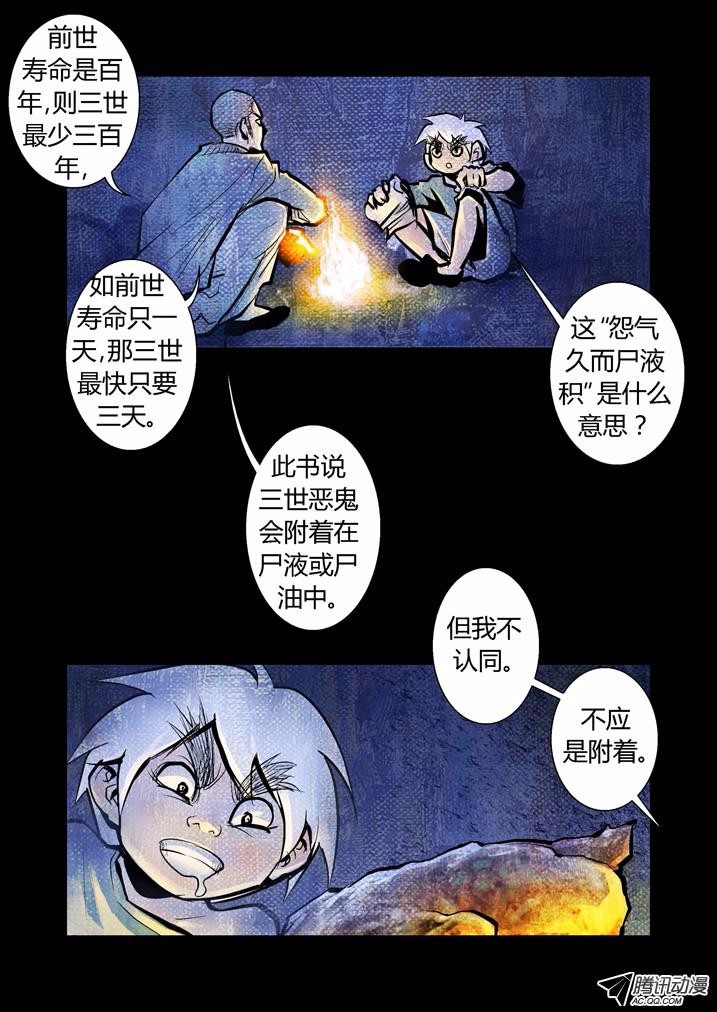 前世
寿命是百
年，则三世
最少三百
年，
如前世
寿命只一
天，那三世
最快只要
三天。
这“怨气
久而尸液
积”是什么
意思？
此书说
三世恶鬼
会附着在
尸液或尸
油中。
但我不
认同。
不应
是附着。
腾讯动漫
AC.QQ.COM